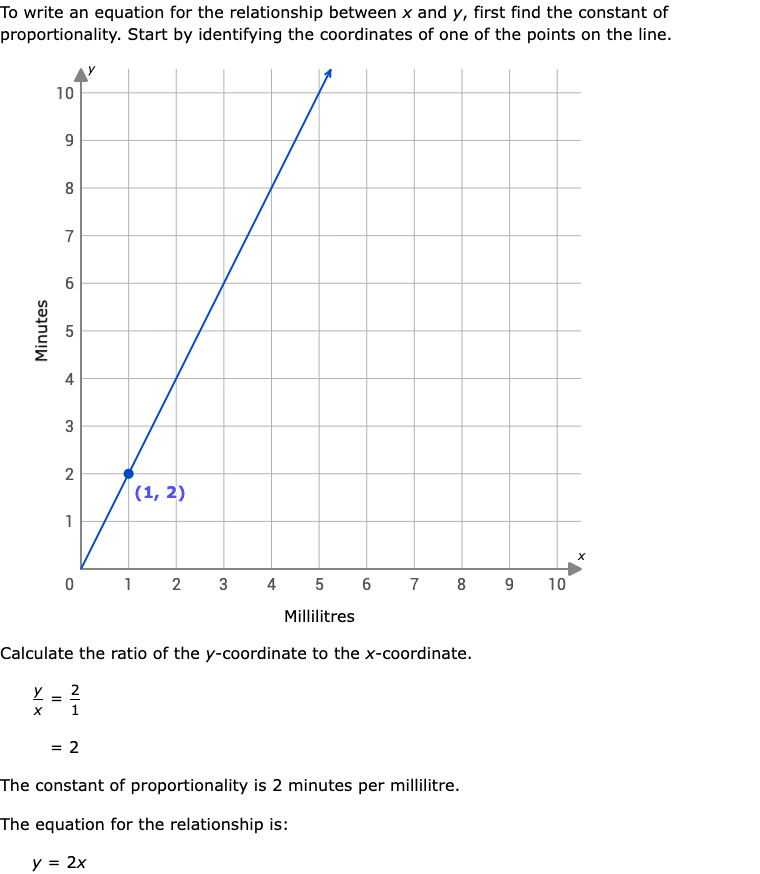 To write an equation for the relationship between x and y, first find the constant of
proportionality. Start by identifying the coordinates of one of the points on the line.
y
10
9
8
7
6
5
4
3
2
1
Minutes
(1, 2)
x
0 1 2 3 4 5 6 7 8 9 10
Millilitres
Calculate the ratio of the y-coordinate to the x-coordinate.
y/x = 2/1
= 2
The constant of proportionality is 2 minutes per millilitre.
The equation for the relationship is:
y = 2x